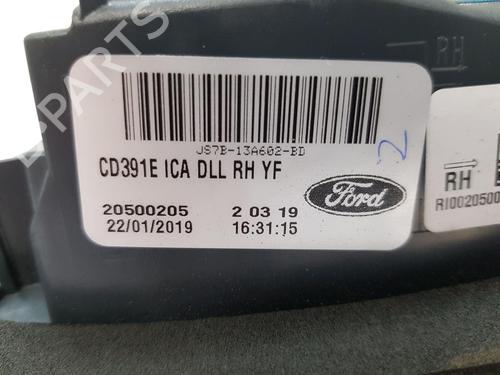 RH
JS7B-13A602-BD
CD391E ICA DLL RH YF
2
Ford
20500205 2 03 19
22/01/2019 16:31:15
RH
RI0020500
B-PARTS